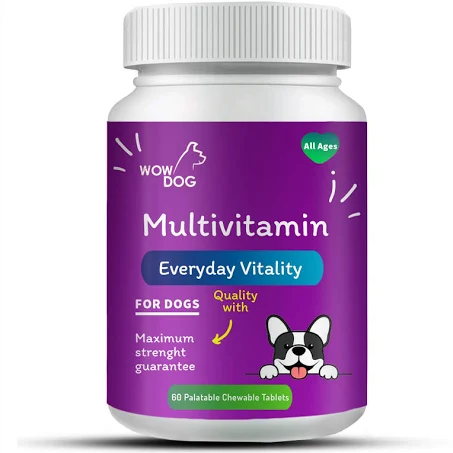 All Ages
WOW
DOG
Multivitamin
Everyday Vitality
FOR DOGS
Quality
with
Maximum
strenght
guarantee
60 Palatable Chewable Tablets